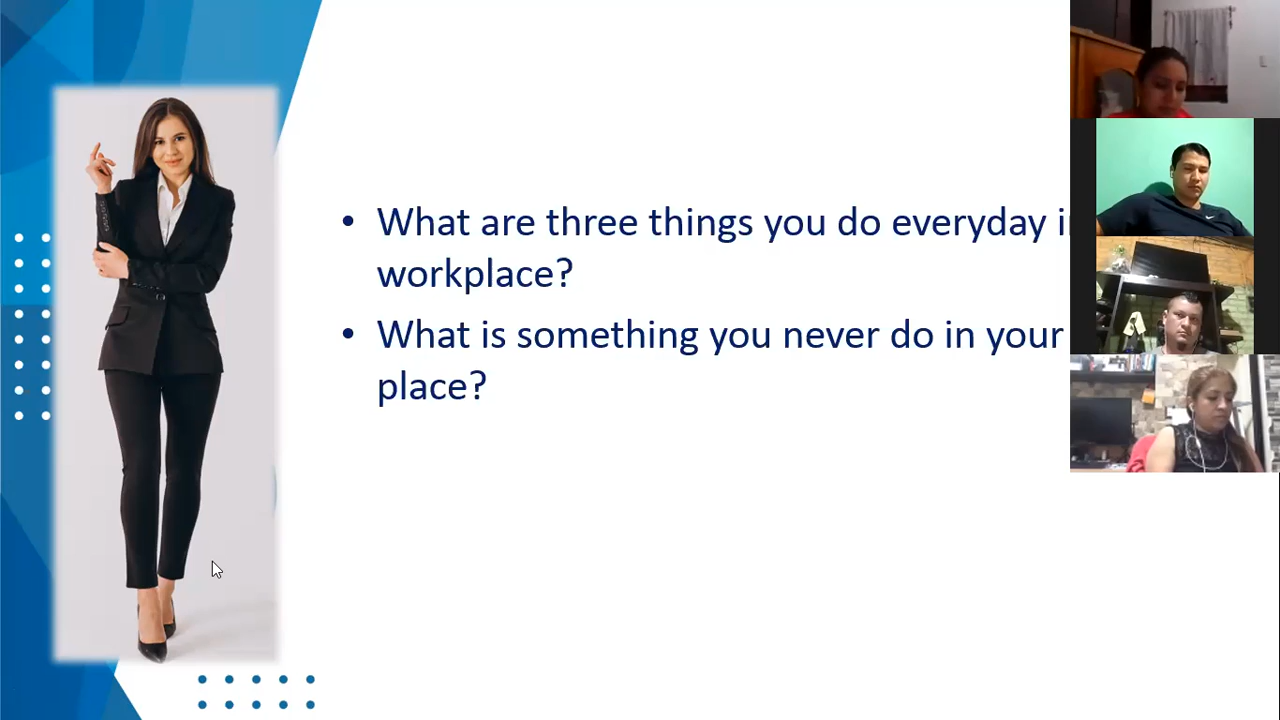 • What are three things you do everyday
workplace?
• What is something you never do in your
place?